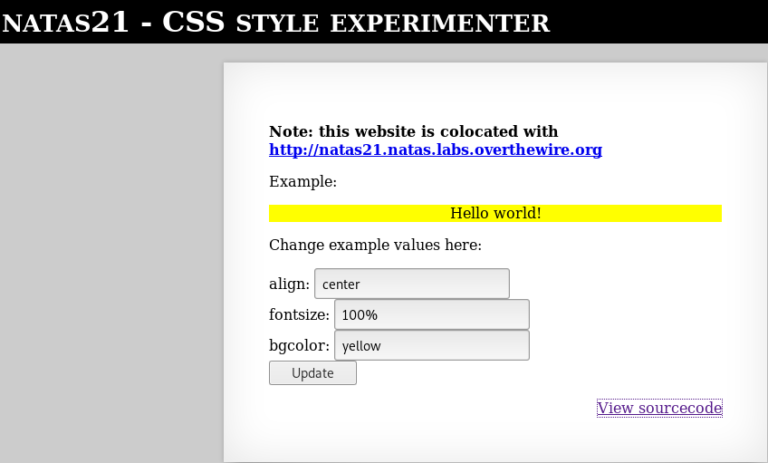 NATAS21 - CSS STYLE EXPERIMENTER
Note: this website is colocated with
http://natas21.natas.labs.overthewire.org
Example:
Hello world!
Change example values here:
align: center
fontsize: 100%
bgcolor: yellow
Update
View sourcecode